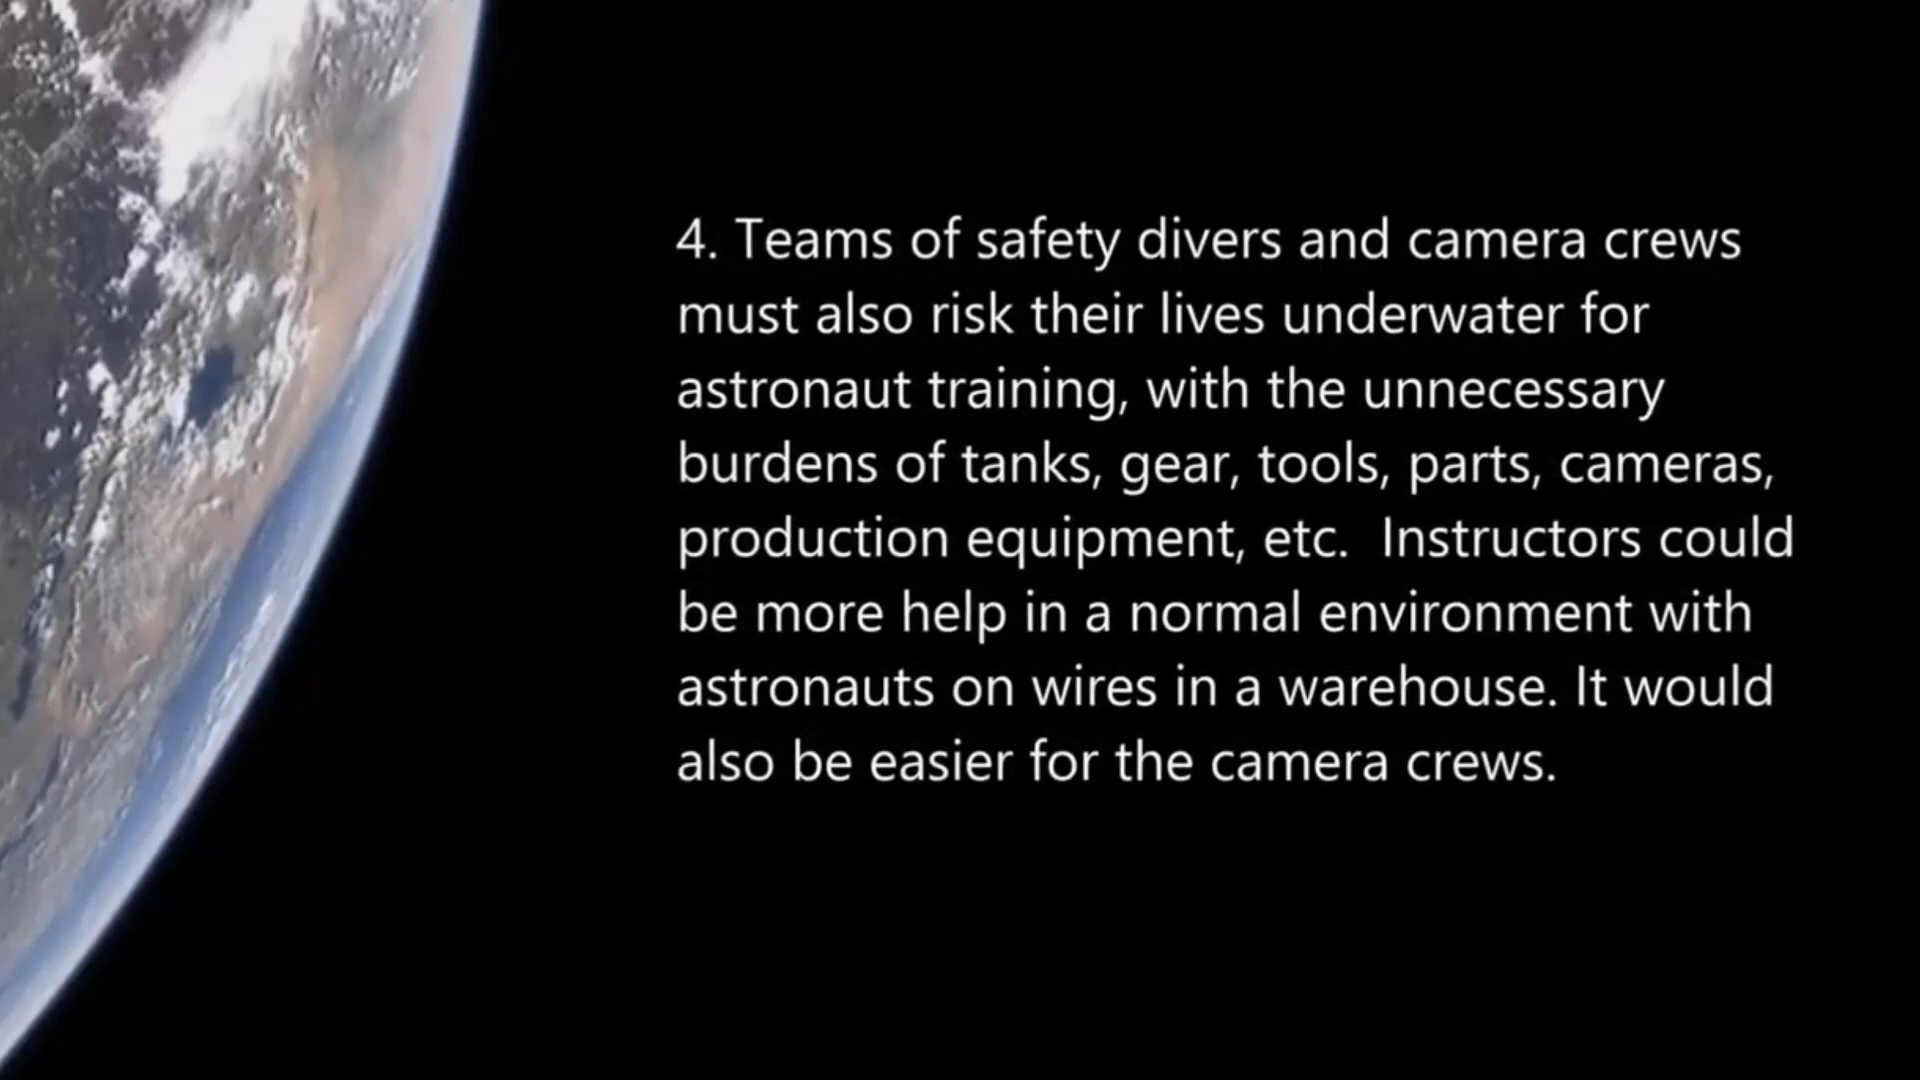 4. Teams of safety divers and camera crews
must also risk their lives underwater for
astronaut training, with the unnecessary
burdens of tanks, gear, tools, parts, cameras,
production equipment, etc.  Instructors could
be more help in a normal environment with
astronauts on wires in a warehouse. It would
also be easier for the camera crews.